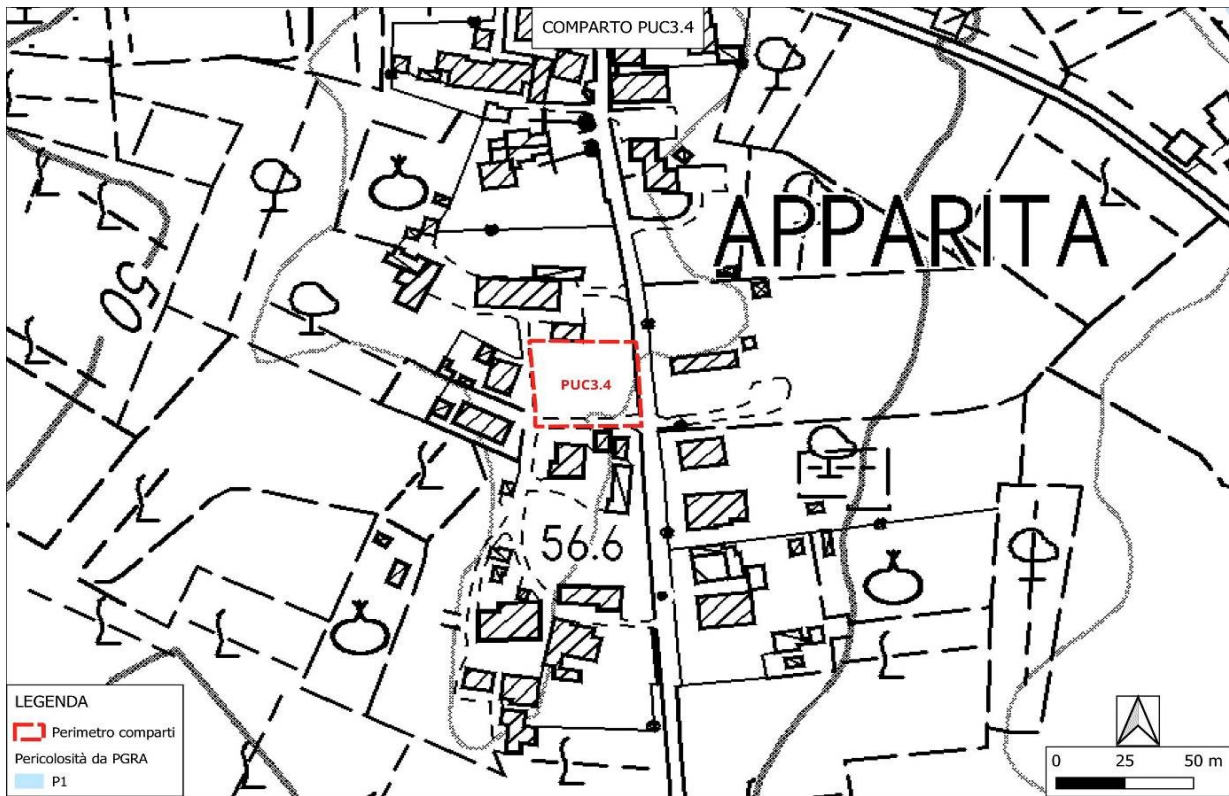 COMPARTO PUC3.4
APPARITA
50
PUC3.4
56.6
LEGENDA
Perimetro comparti
Pericolosità da PGRA
P1
0 25 50 m